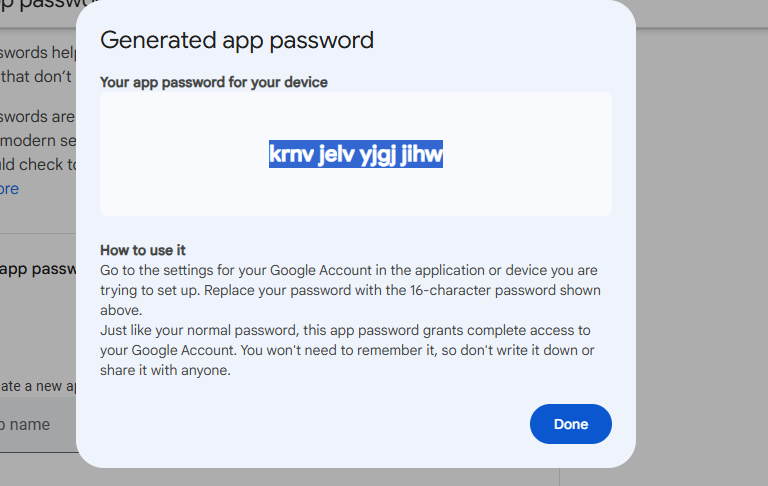 p passwo
Generated app password
swords help
that don't
Your app password for your device
swords are
modern se
uld check to
ore
krnv jelv yjgj jihw
app passw
How to use it
Go to the settings for your Google Account in the application or device you are
trying to set up. Replace your password with the 16-character password shown
above.
Just like your normal password, this app password grants complete access to
your Google Account. You won't need to remember it, so don't write it down or
share it with anyone.
ate a new ap
p name
Done